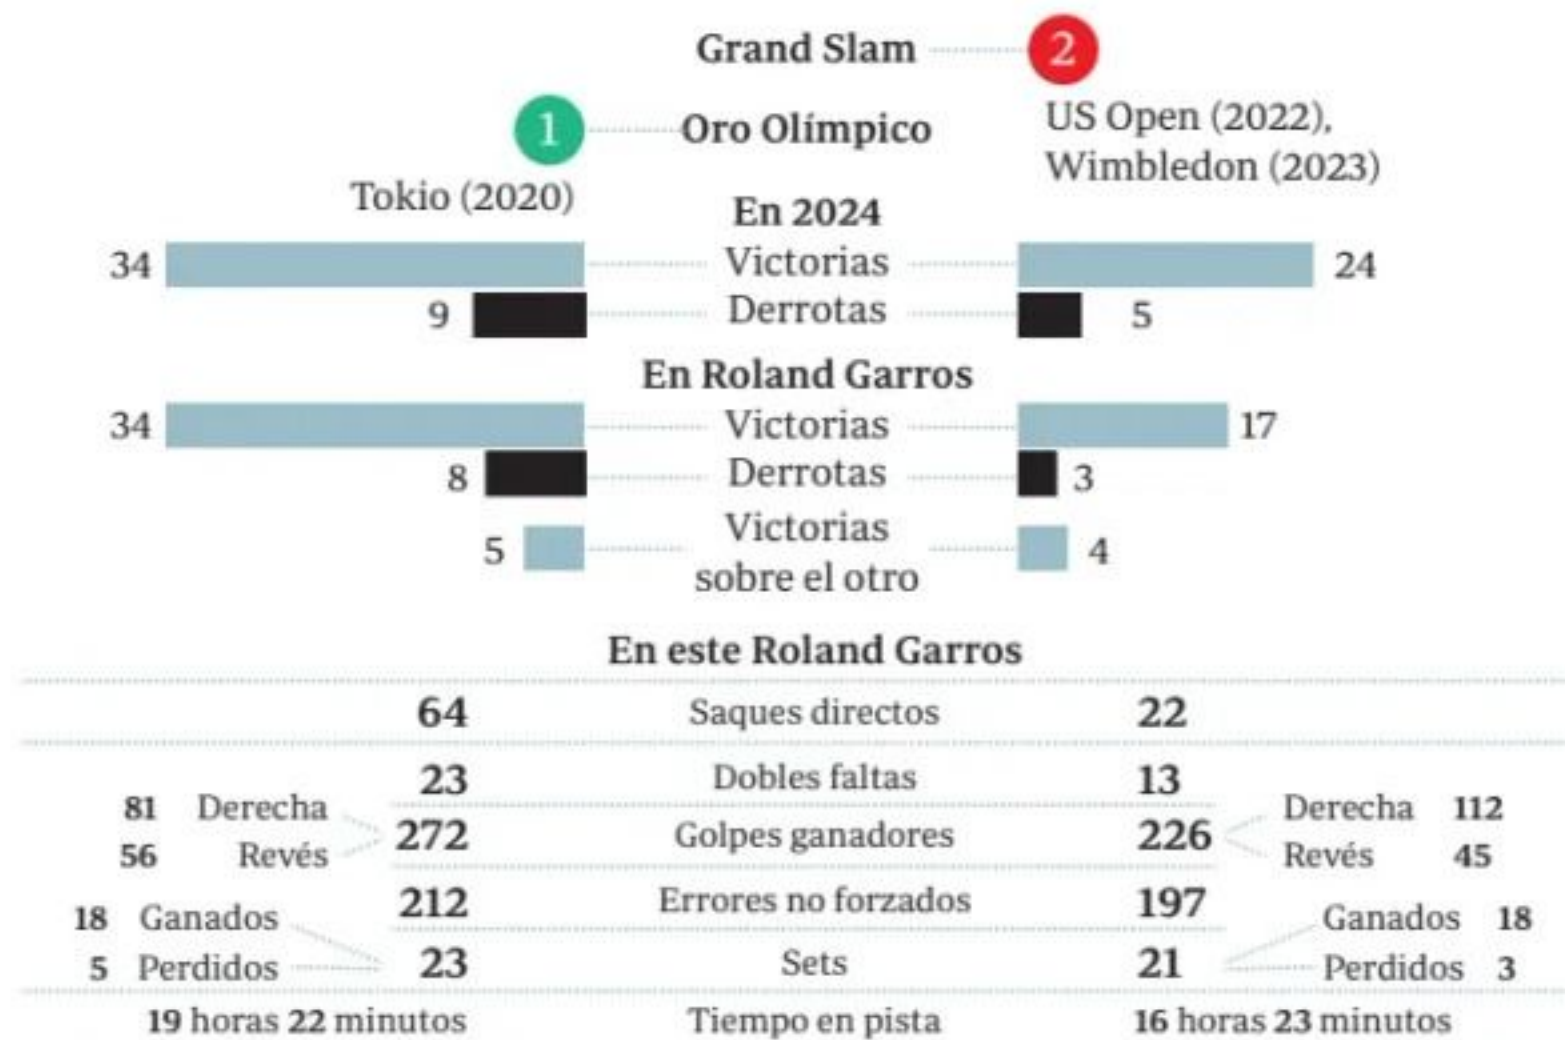 Grand Slam 2
1 Oro Olímpico
US Open (2022),
Wimbledon (2023)
Tokio (2020)
En 2024
34 Victorias 24
9 Derrotas 5
En Roland Garros
34 Victorias 17
8 Derrotas 3
5 Victorias
sobre el otro 4
En este Roland Garros
64 Saques directos 22
23 Dobles faltas 13
81 Derecha
56 Revés
272 Golpes ganadores 226
Derecha 112
Revés 45
212 Errores no forzados 197
18 Ganados
5 Perdidos
23 Sets 21
Ganados 18
Perdidos 3
19 horas 22 minutos Tiempo en pista 16 horas 23 minutos